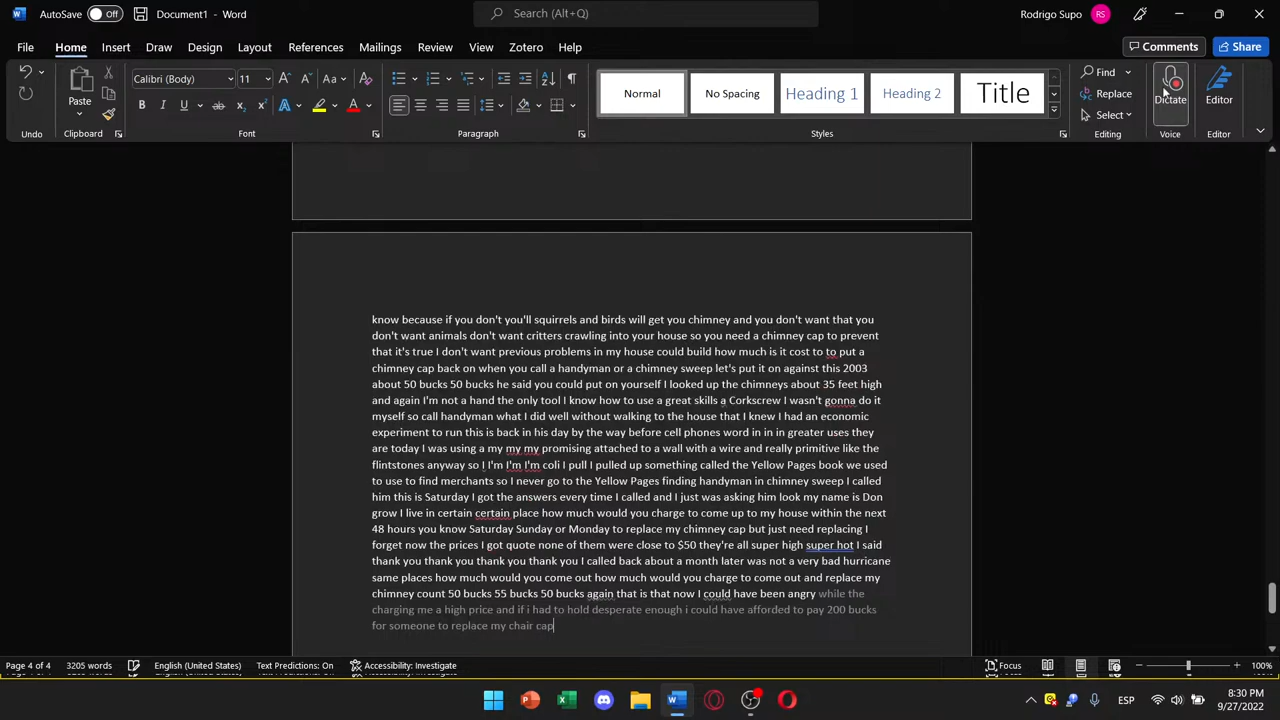 AutoSave Off Document1 - Word Search (Alt+Q) Rodrigo Supo RS
File Home Insert Draw Design Layout References Mailings Review View Zotero Help Comments Share
Calibri (Body) 11 Aa Normal No Spacing Heading 1 Heading 2 Title Find
Paste Replace Dictate Editor
B I U ab x x A A Select
Undo Clipboard Font Paragraph Styles Editing Voice Editor
know because if you don't you'll squirrels and birds will get you chimney and you don't want that you
don't want animals don't want critters crawling into your house so you need a chimney cap to prevent
that it's true I don't want previous problems in my house could build how much is it cost to to put a
chimney cap back on when you call a handyman or a chimney sweep let's put it on against this 2003
about 50 bucks 50 bucks he said you could put on yourself I looked up the chimneys about 35 feet high
and again I'm not a hand the only tool I know how to use a great skills a Corkscrew I wasn't gonna do it
myself so call handyman what I did well without walking to the house that I knew I had an economic
experiment to run this is back in his day by the way before cell phones word in in in greater uses they
are today I was using a my my my promising attached to a wall with a wire and really primitive like the
flintstones anyway so I I'm I'm I'm coli I pull I pulled up something called the Yellow Pages book we used
to use to find merchants so I never go to the Yellow Pages finding handyman in chimney sweep I called
him this is Saturday I got the answers every time I called and I just was asking him look my name is Don
grow I live in certain certain place how much would you charge to come up to my house within the next
48 hours you know Saturday Sunday or Monday to replace my chimney cap but just need replacing I
forget now the prices I got quote none of them were close to $50 they're all super high super hot I said
thank you thank you thank you thank you I called back about a month later was not a very bad hurricane
same places how much would you come out how much would you charge to come out and replace my
chimney count 50 bucks 55 bucks 50 bucks again that is that now I could have been angry while the
charging me a high price and if i had to hold desperate enough i could have afforded to pay 200 bucks
for someone to replace my chair cap
Page 4 of 4 3205 words English (United States) Text Predictions: On Accessibility: Investigate Focus 100%
ESP 8:30 PM
9/27/2022